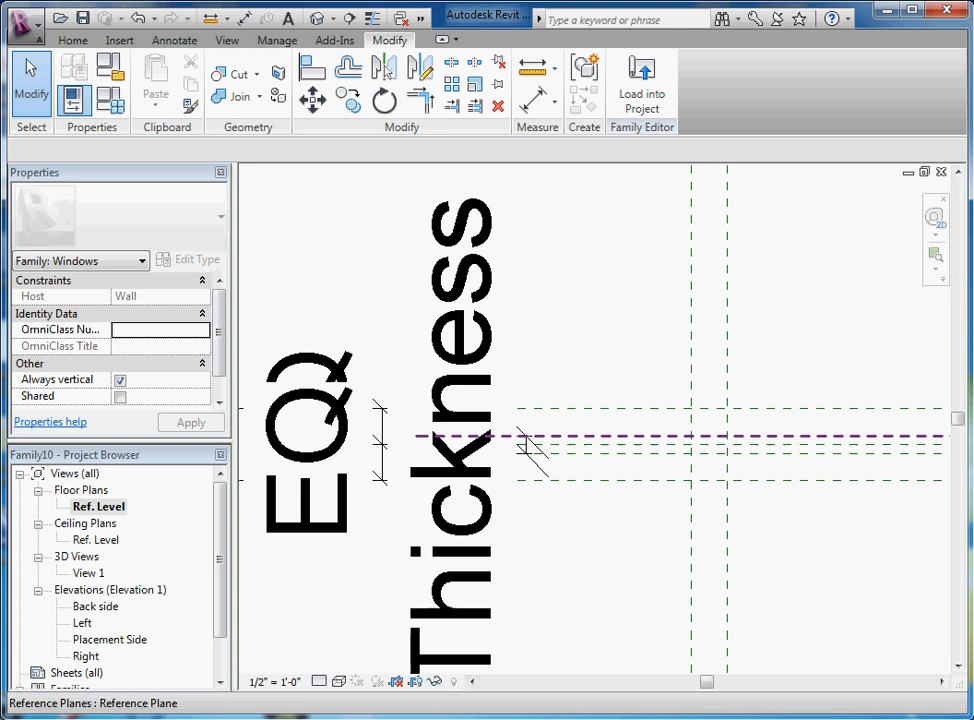 Autodesk Revit ...
Type a keyword or phrase
Home Insert Annotate View Manage Add-Ins Modify
Modify
Paste
Cut
Join
Load into
Project
Select Properties Clipboard Geometry Modify Measure Create Family Editor
Properties
Family: Windows Edit Type
Constraints
Host Wall
Identity Data
OmniClass Nu...
OmniClass Title
Other
Always vertical
Shared
Properties help Apply
Family10 - Project Browser
Views (all)
Floor Plans
Ref. Level
Ceiling Plans
Ref. Level
3D Views
View 1
Elevations (Elevation 1)
Back side
Left
Placement Side
Right
Sheets (all)
Families
EQ
Thickness
2D
1/2" = 1'-0"
Reference Planes : Reference Plane